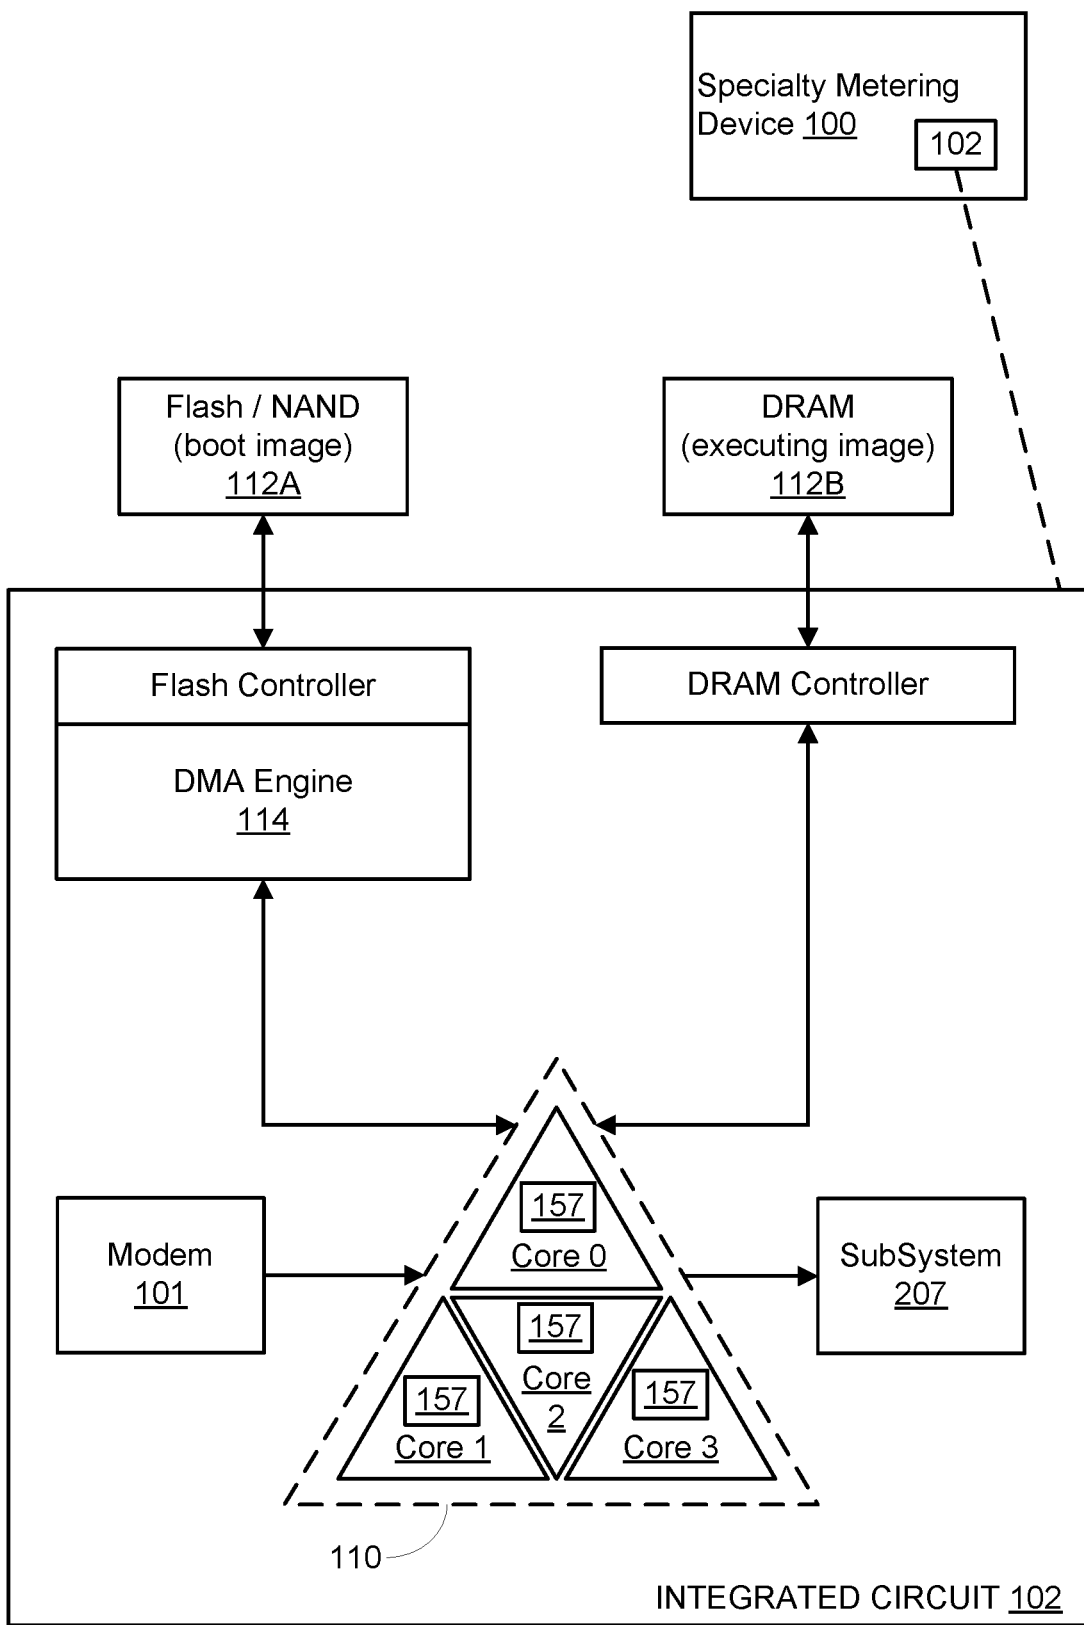 Specialty Metering
Device 100
102
Flash / NAND
(boot image)
112A
DRAM
(executing image)
112B
Flash Controller
DRAM Controller
DMA Engine
114
157
Core 0
Modem
101
SubSystem
207
157
Core
2
157
Core 1
157
Core 3
110
INTEGRATED CIRCUIT 102